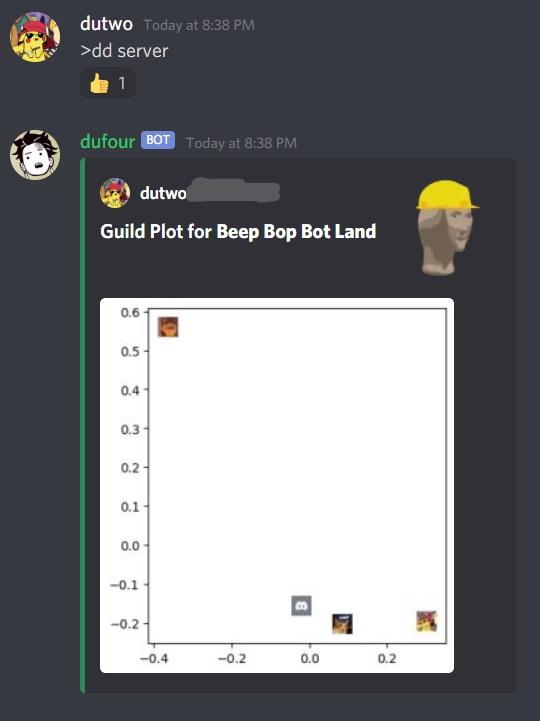 dutwo Today at 8:38 PM
>dd server
👍 1
dufour BOT Today at 8:38 PM
dutwo
Guild Plot for Beep Bop Bot Land
0.6
0.5
0.4
0.3
0.2
0.1
0.0
−0.1
−0.2
−0.4 −0.2 0.0 0.2